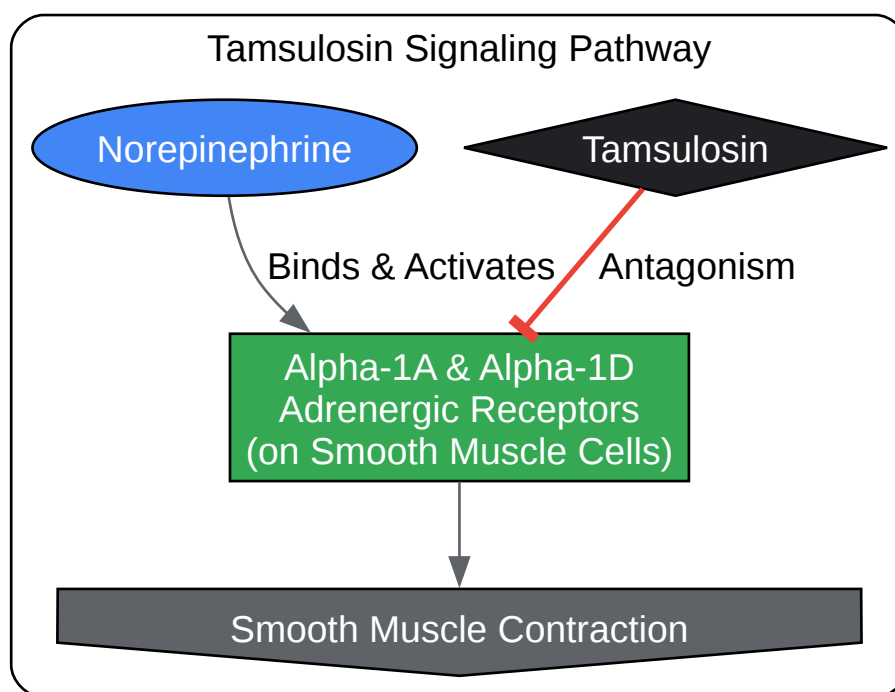 Tamsulosin Signaling Pathway
Norepinephrine
Tamsulosin
Binds & Activates
Antagonism
Alpha-1A & Alpha-1D
Adrenergic Receptors
(on Smooth Muscle Cells)
Smooth Muscle Contraction